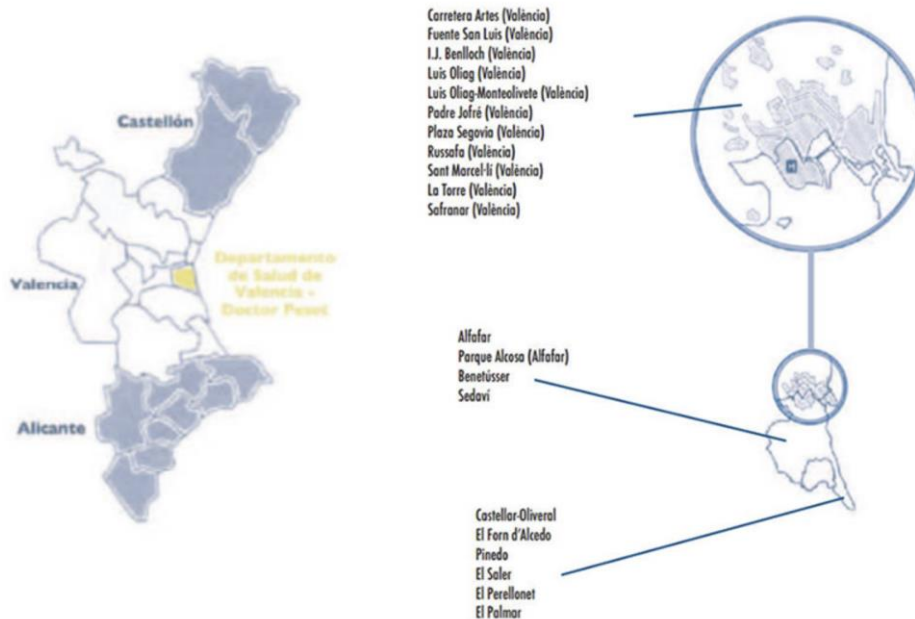 Castellón
Valencia
Departamento
de Salud de
Valencia -
Doctor Peset
Alicante
Carretera Artes (València)
Fuente San Luis (València)
I.J. Benlloch (València)
Luis Oliag (València)
Luis Oliag-Monteolivete (València)
Padre Jofré (València)
Plaza Segovia (València)
Russafa (València)
Sant Marcel·lí (València)
La Torre (València)
Safranar (València)
H
Alfafar
Parque Alcosa (Alfafar)
Benetússer
Sedaví
Castellar-Oliveral
El Forn d'Alcedo
Pinedo
El Saler
El Perellonet
El Palmar